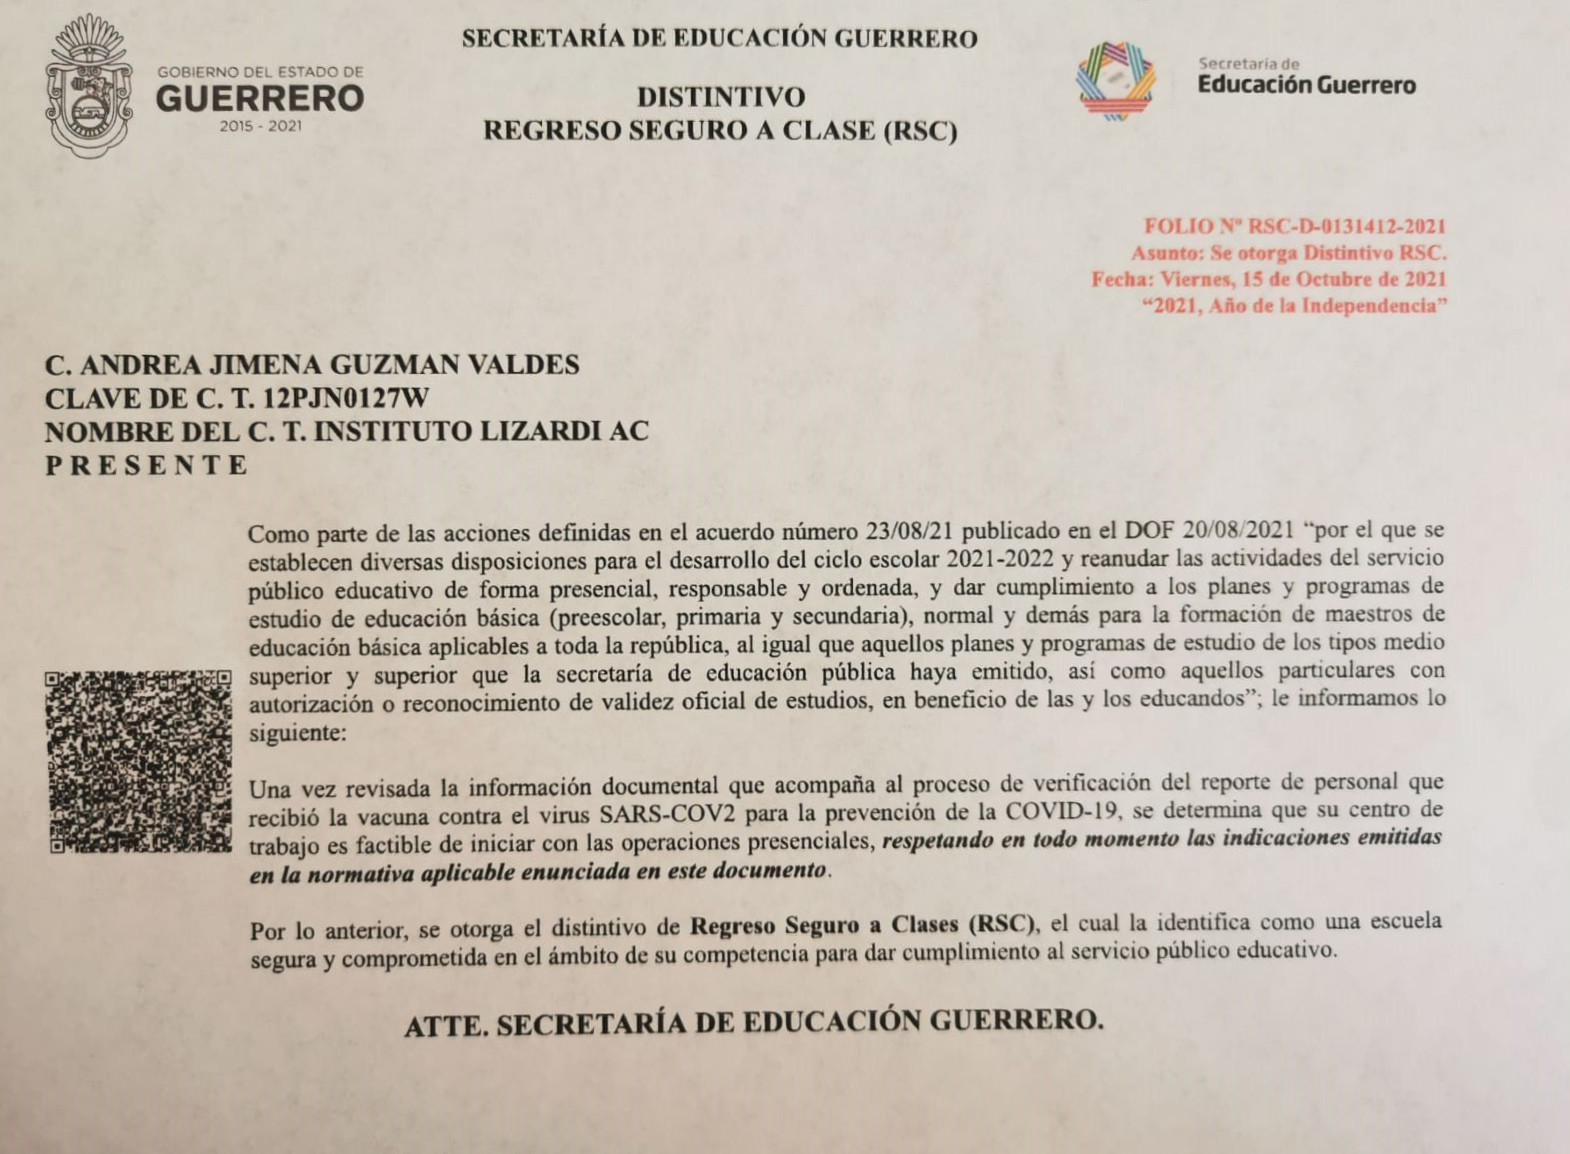 GOBIERNO DEL ESTADO DE
GUERRERO
2015 - 2021
SECRETARÍA DE EDUCACIÓN GUERRERO
DISTINTIVO
REGRESO SEGURO A CLASE (RSC)
Secretaría de
Educación Guerrero
FOLIO Nº RSC-D-0131412-2021
Asunto: Se otorga Distintivo RSC.
Fecha: Viernes, 15 de Octubre de 2021
“2021, Año de la Independencia”
C. ANDREA JIMENA GUZMAN VALDES
CLAVE DE C. T. 12PJN0127W
NOMBRE DEL C. T. INSTITUTO LIZARDI AC
P R E S E N T E
Como parte de las acciones definidas en el acuerdo número 23/08/21 publicado en el DOF 20/08/2021 “por el que se
establecen diversas disposiciones para el desarrollo del ciclo escolar 2021-2022 y reanudar las actividades del servicio
público educativo de forma presencial, responsable y ordenada, y dar cumplimiento a los planes y programas de
estudio de educación básica (preescolar, primaria y secundaria), normal y demás para la formación de maestros de
educación básica aplicables a toda la república, al igual que aquellos planes y programas de estudio de los tipos medio
superior y superior que la secretaría de educación pública haya emitido, así como aquellos particulares con
autorización o reconocimiento de validez oficial de estudios, en beneficio de las y los educandos”; le informamos lo
siguiente:
Una vez revisada la información documental que acompaña al proceso de verificación del reporte de personal que
recibió la vacuna contra el virus SARS-COV2 para la prevención de la COVID-19, se determina que su centro de
trabajo es factible de iniciar con las operaciones presenciales, respetando en todo momento las indicaciones emitidas
en la normativa aplicable enunciada en este documento.
Por lo anterior, se otorga el distintivo de Regreso Seguro a Clases (RSC), el cual la identifica como una escuela
segura y comprometida en el ámbito de su competencia para dar cumplimiento al servicio público educativo.
ATTE. SECRETARÍA DE EDUCACIÓN GUERRERO.